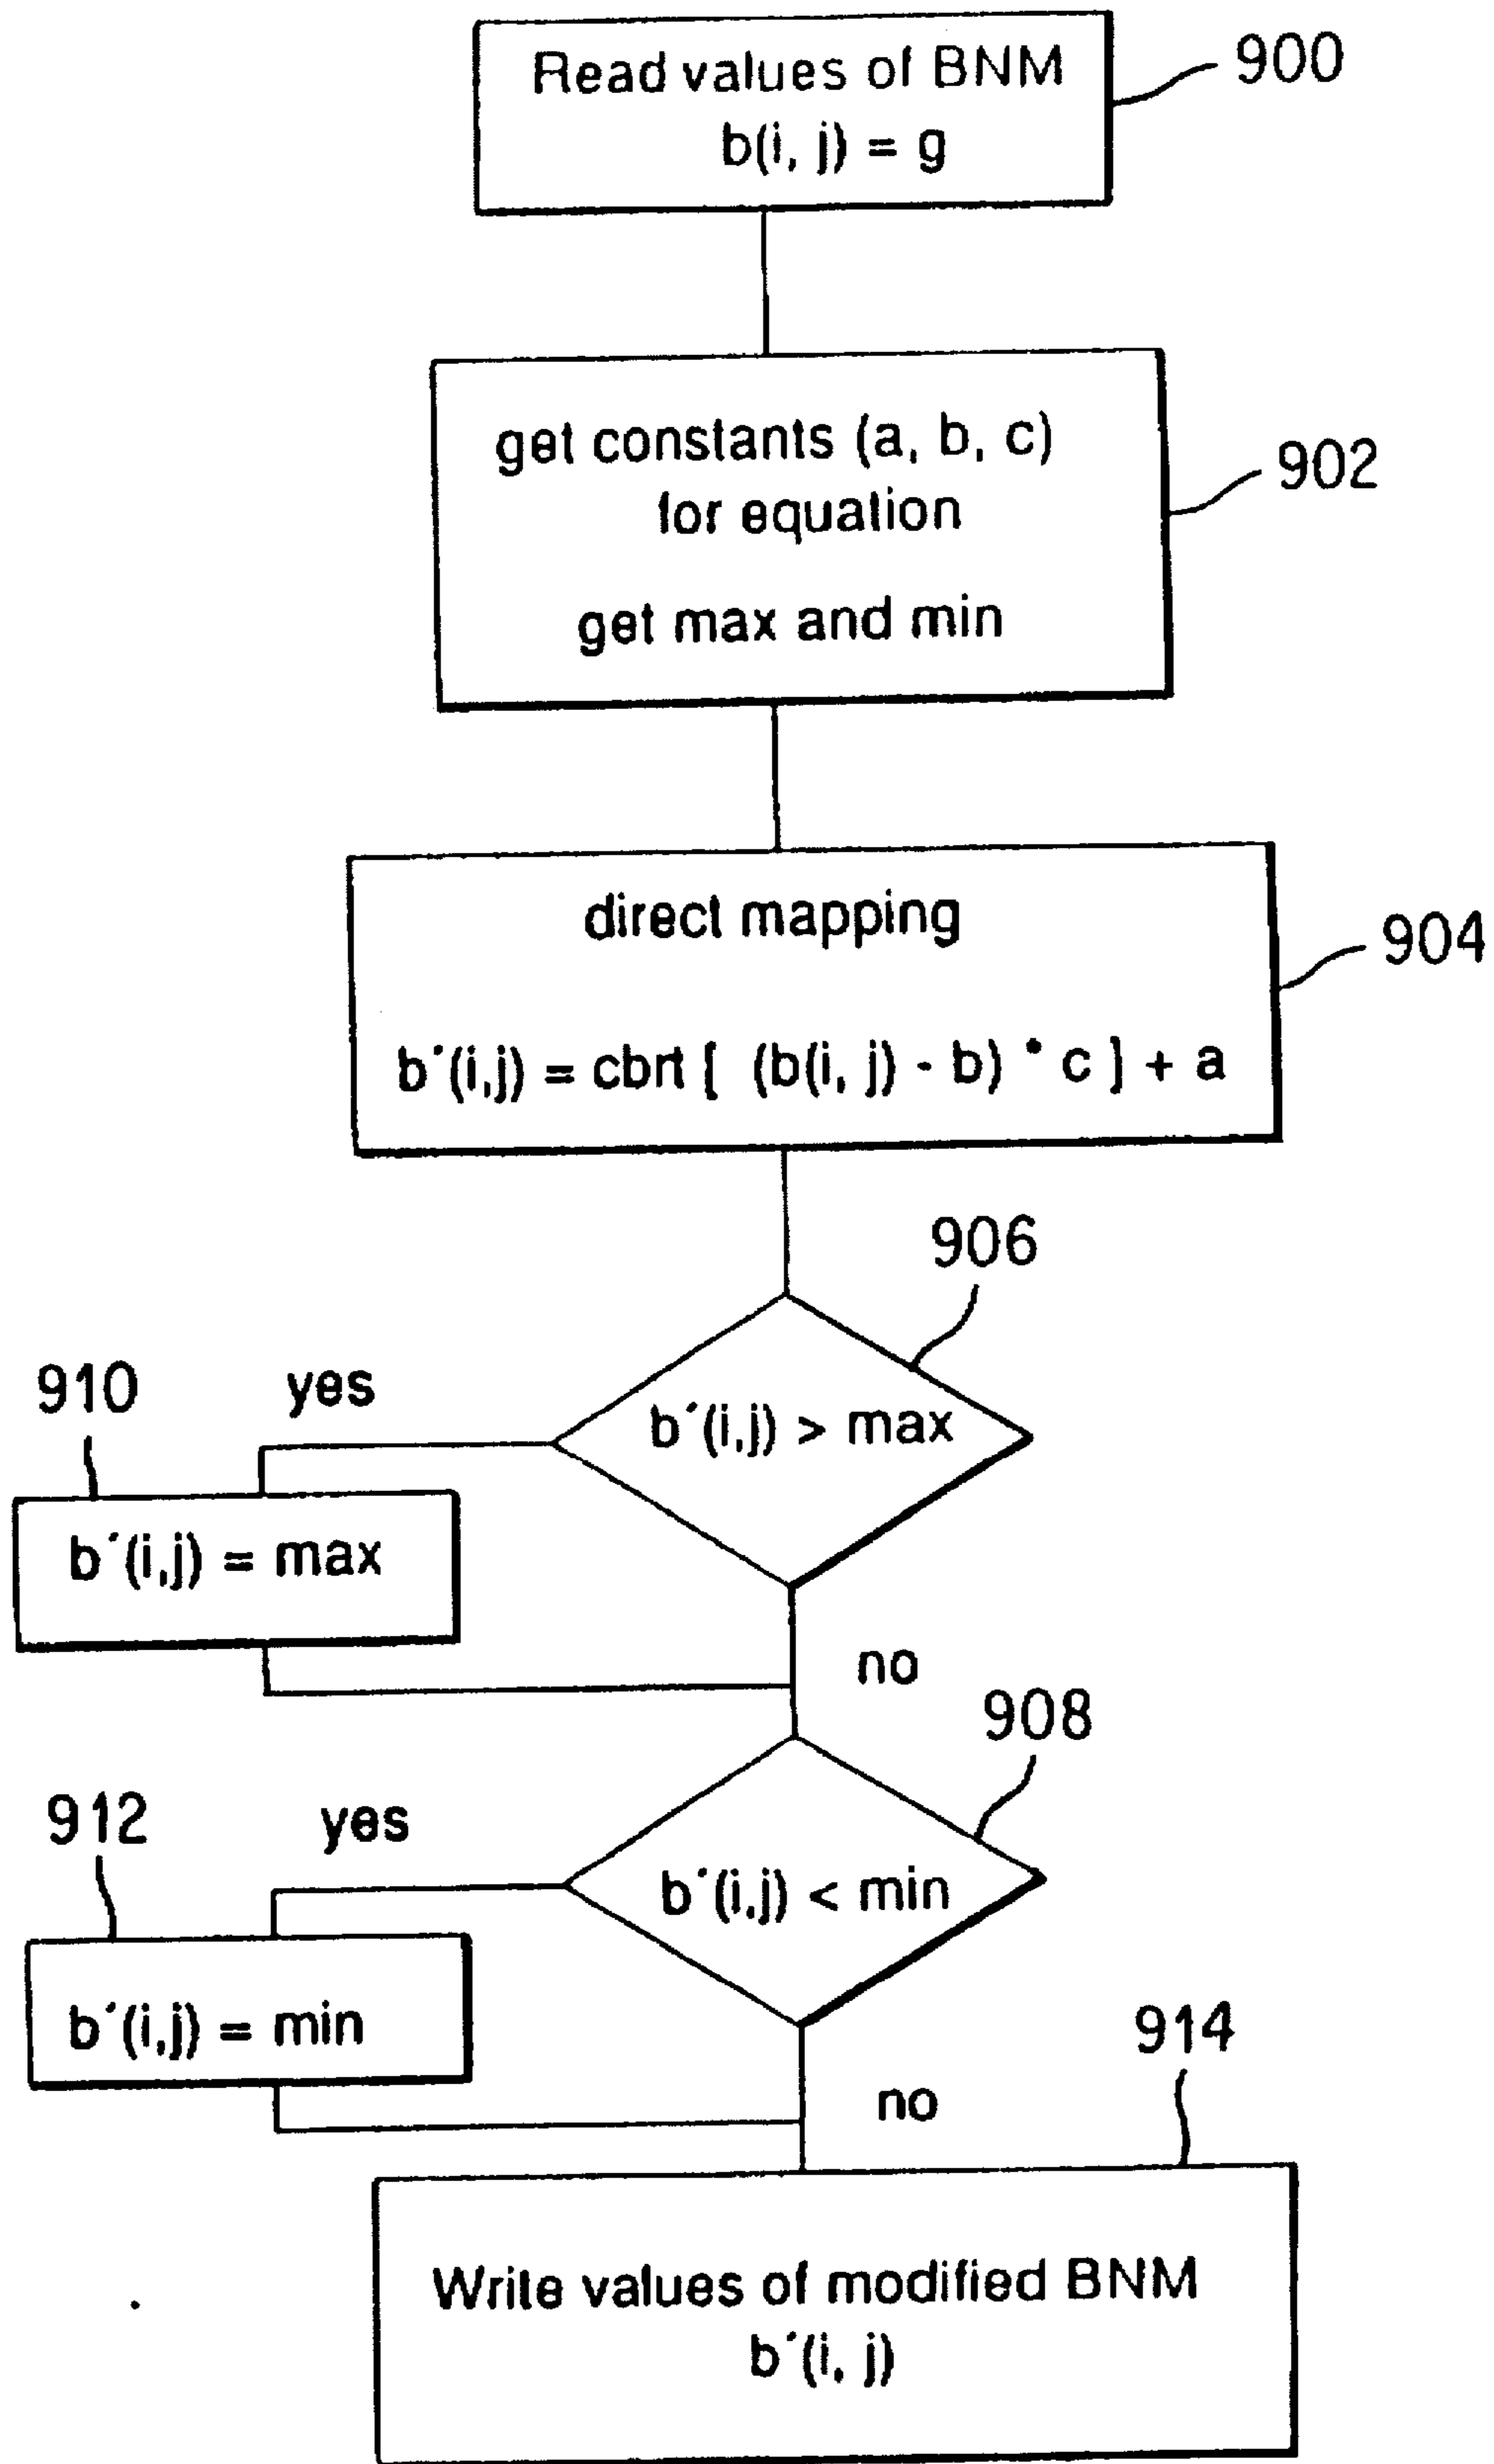 Read values of BNM
900
b(i, j) = g
get constants (a, b, c)
902
for equation
get max and min
direct mapping
904
b´(i,j) = cbrt [ (b(i, j) - b) * c ] + a
906
910
yes
b´(i,j) > max
b´(i,j) = max
no
908
912
yes
b´(i,j) < min
b´(i,j) = min
914
no
Write values of modified BNM
b´(i, j)